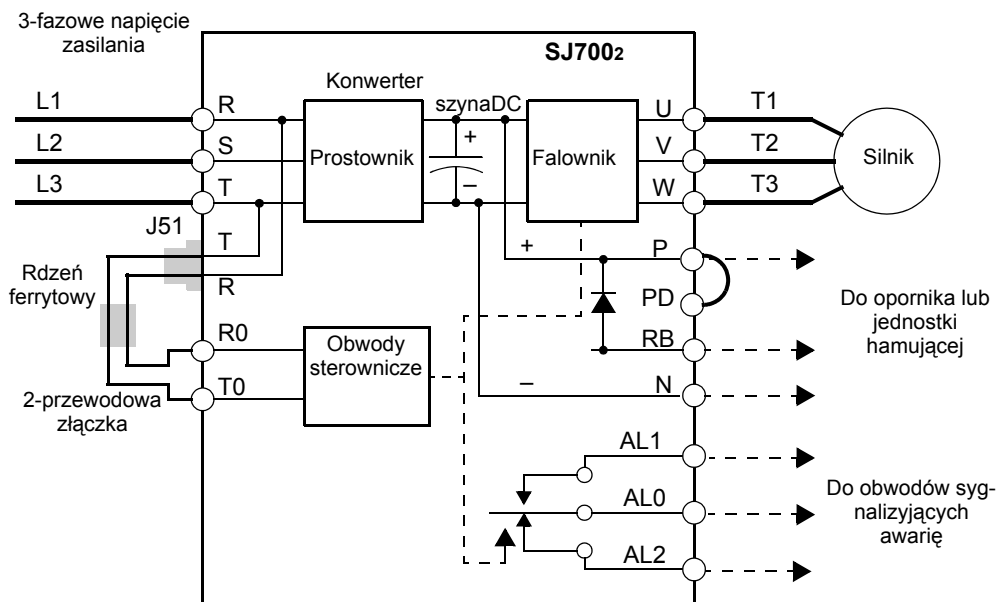 3-fazowe napięcie
zasilania
SJ7002
Konwerter
szynaDC
L1
R
U
T1
+
L2
S
Prostownik
Falownik
V
T2
Silnik
L3
T
–
W
T3
J51
T
+
P
R
Rdzeń
ferrytowy
PD
Do opornika lub
jednostki
hamującej
R0
Obwody
sterownicze
RB
T0
–
N
2-przewodowa
złączka
AL1
AL0
Do obwodów syg-
nalizyjących
awarię
AL2